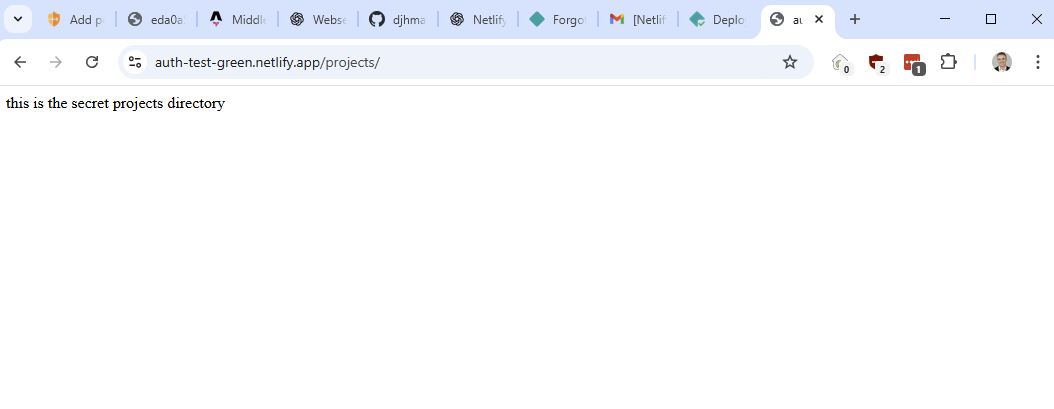 Add p
eda0a
Middl
Webse
djhma
Netlify
Forgo
[Netlif
Deplo
au
auth-test-green.netlify.app/projects/
0
2
1
this is the secret projects directory